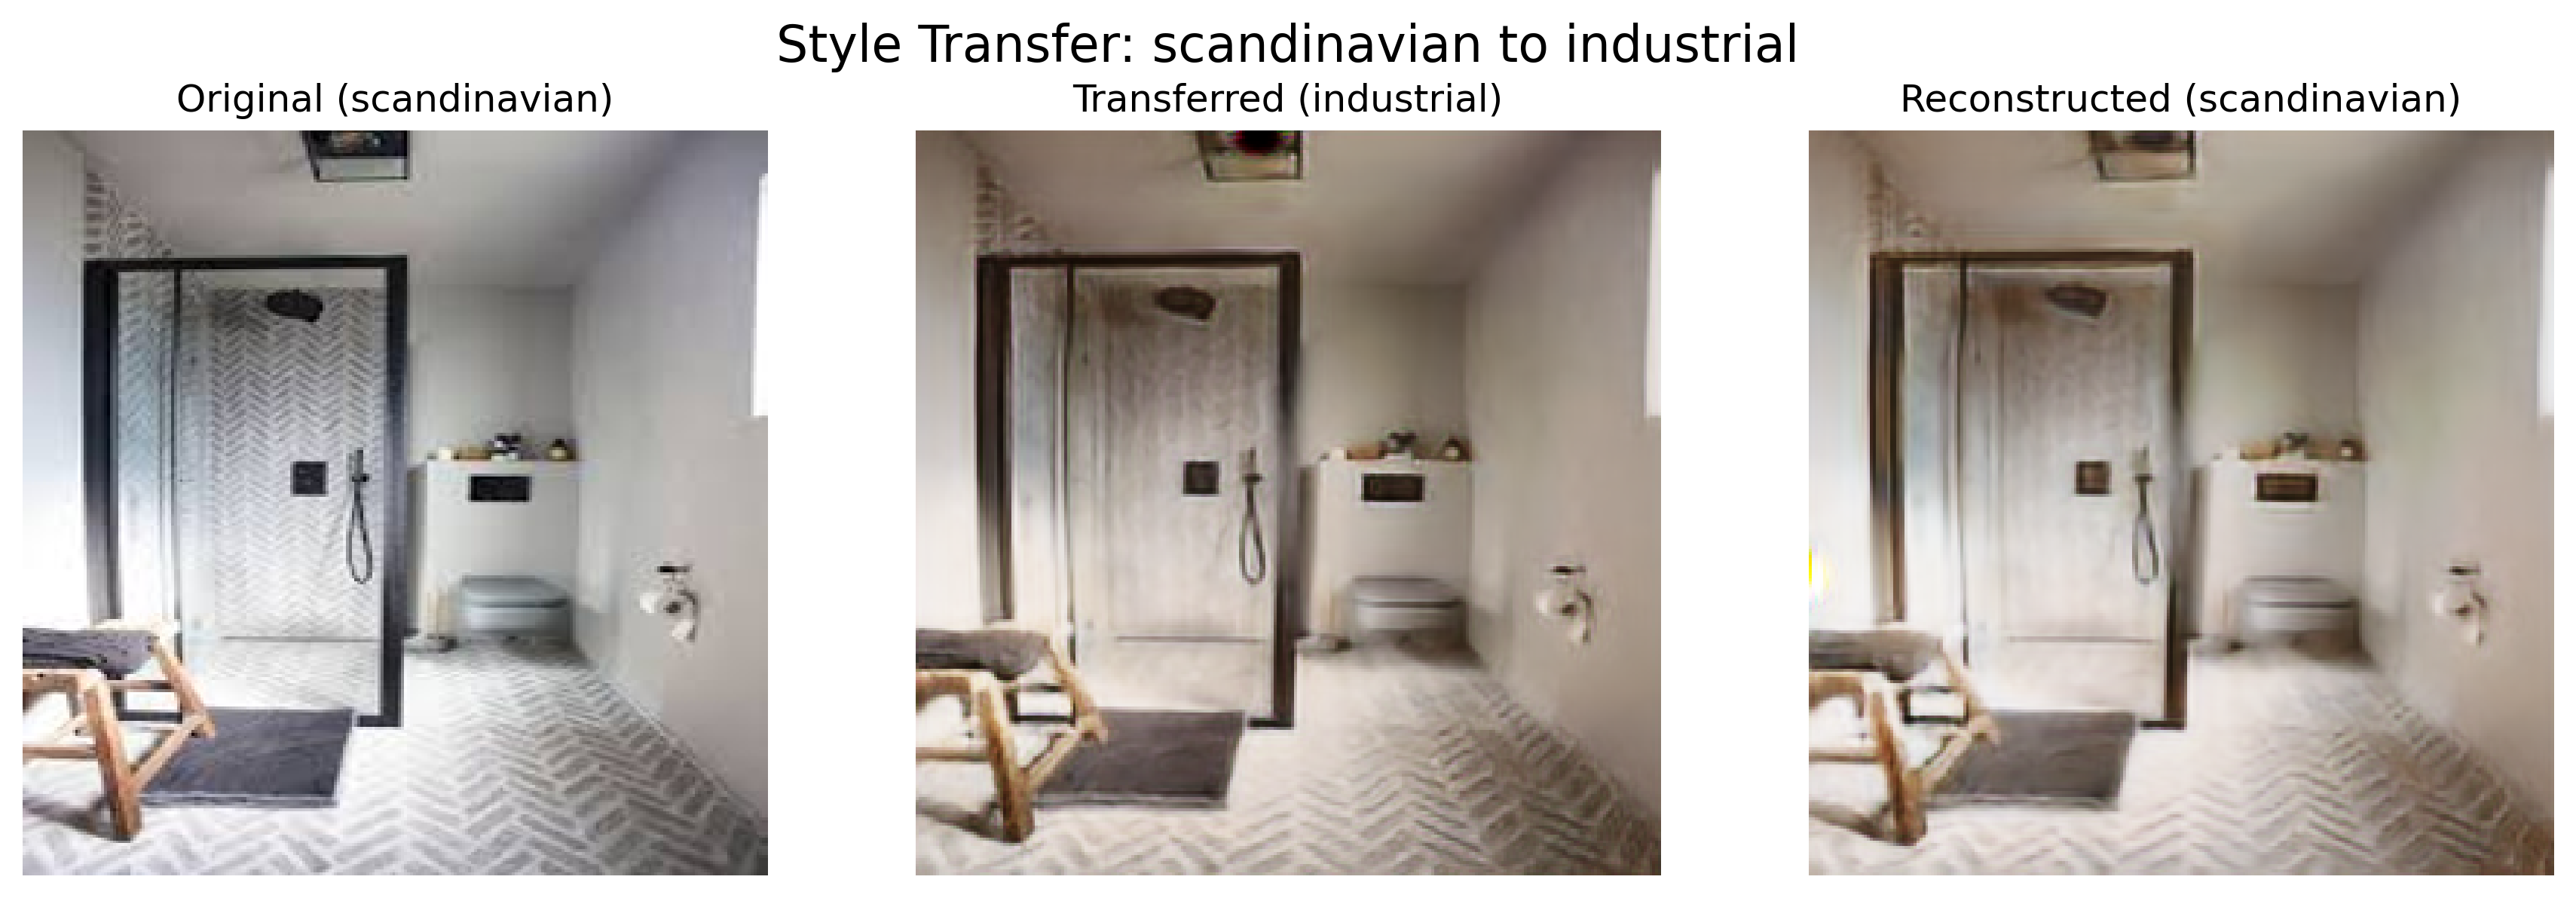 Style Transfer: scandinavian to industrial
Original (scandinavian)
Transferred (industrial)
Reconstructed (scandinavian)